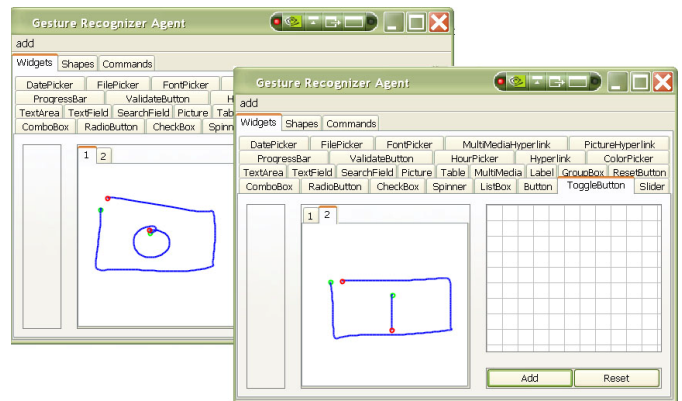 Gesture Recognizer Agent
add
Widgets Shapes Commands
DatePicker FilePicker FontPicker
ProgressBar ValidateButton H
TextArea TextField SearchField Picture Tab
ComboBox RadioButton CheckBox Spinn
1 2
Gesture Recognizer Agent
add
Widgets Shapes Commands
DatePicker FilePicker FontPicker MultiMediaHyperlink PictureHyperlink
ProgressBar ValidateButton HourPicker Hyperlink ColorPicker
TextArea TextField SearchField Picture Table MultiMedia Label GroupBox ResetButton
ComboBox RadioButton CheckBox Spinner ListBox Button ToggleButton Slider
1 2
Add Reset